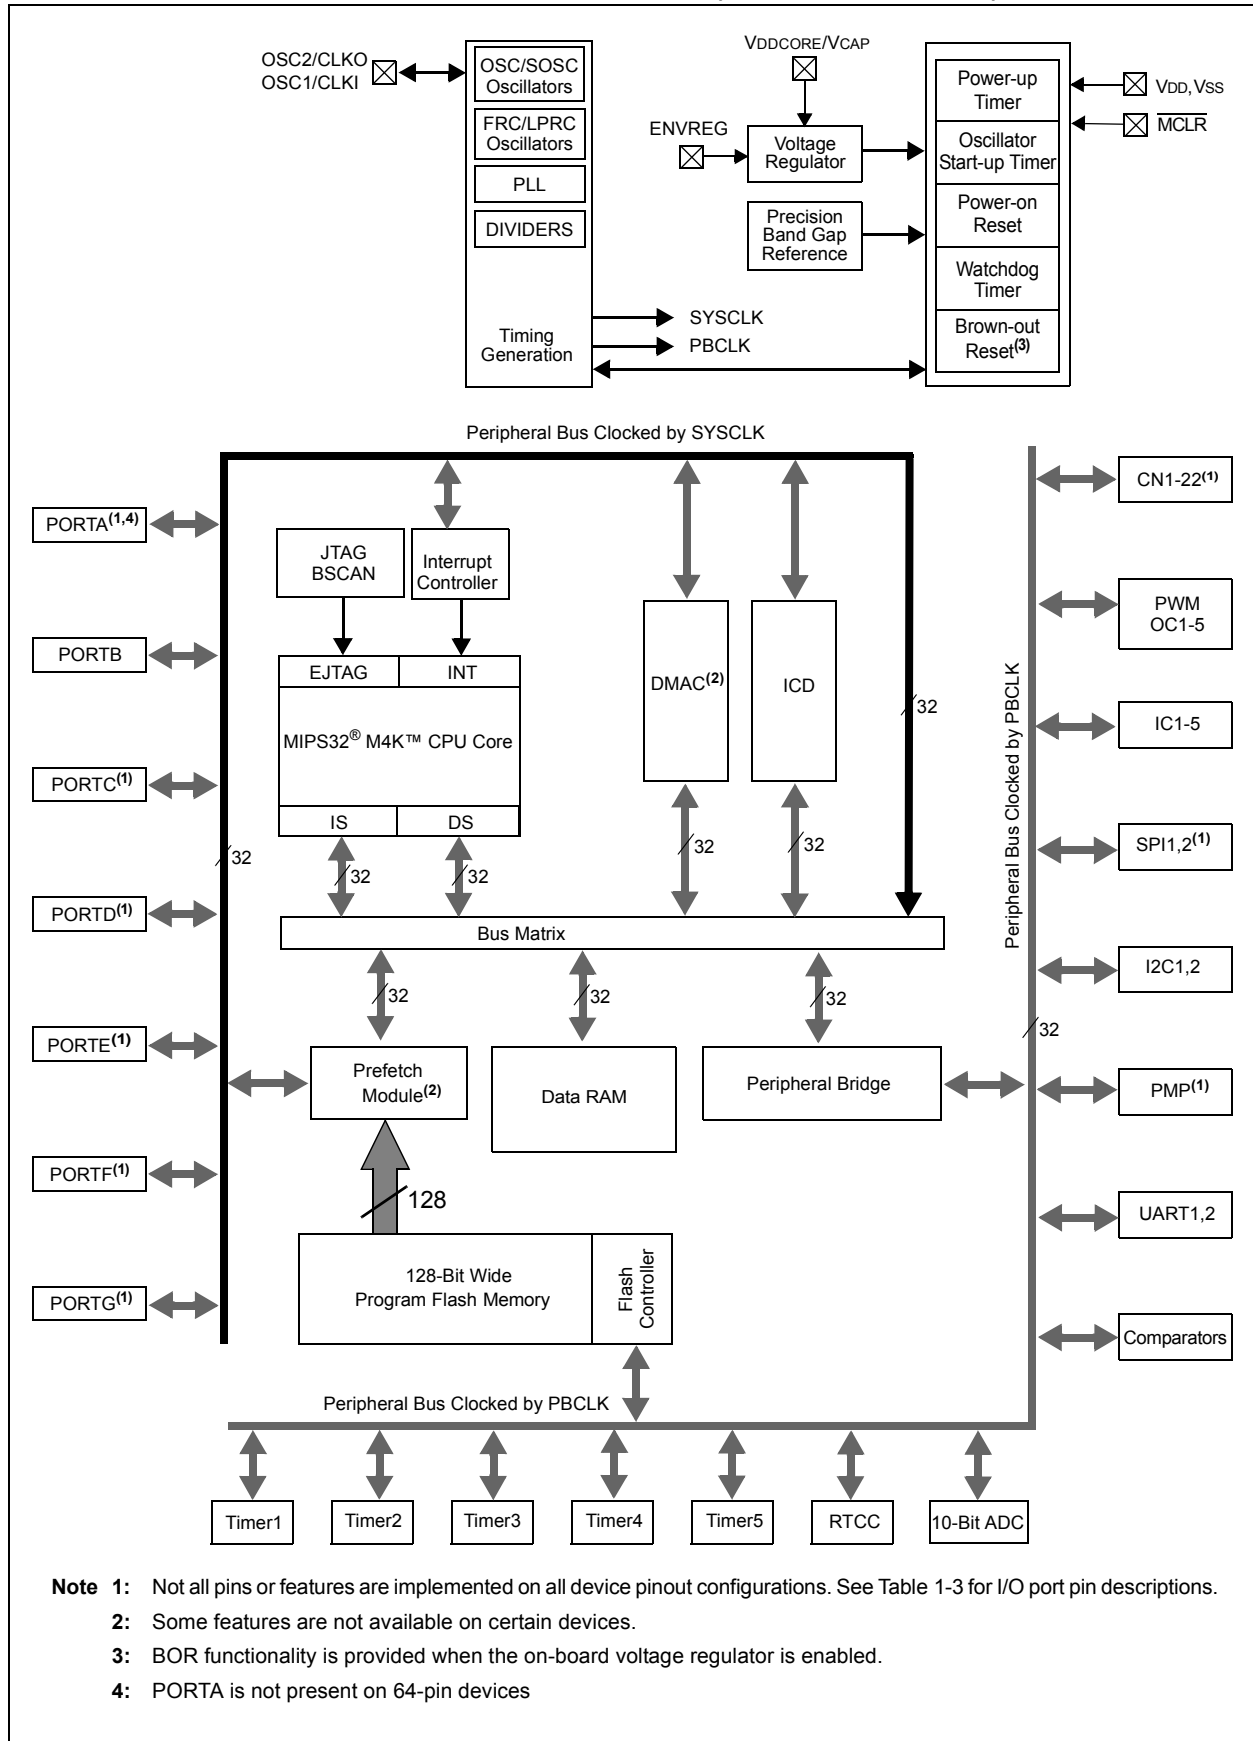 OSC2/CLKO
OSC1/CLKI
OSC/SOSC
Oscillators
FRC/LPRC
Oscillators
PLL
DIVIDERS
Timing
Generation
SYSCLK
PBCLK
VDDCORE/VCAP
ENVREG
Voltage
Regulator
Precision
Band Gap
Reference
Power-up
Timer
Oscillator
Start-up Timer
Power-on
Reset
Watchdog
Timer
Brown-out
Reset(3)
VDD, VSS
MCLR
Peripheral Bus Clocked by SYSCLK
PORTA(1,4)
PORTB
PORTC(1)
PORTD(1)
PORTE(1)
PORTF(1)
PORTG(1)
32
JTAG
BSCAN
Interrupt
Controller
EJTAG
INT
MIPS32® M4K™ CPU Core
IS
DS
32
32
DMAC(2)
ICD
32
32
32
Bus Matrix
32
32
32
Prefetch
Module(2)
Data RAM
Peripheral Bridge
128
128-Bit Wide
Program Flash Memory
Flash
Controller
Peripheral Bus Clocked by PBCLK
32
CN1-22(1)
PWM
OC1-5
IC1-5
SPI1,2(1)
I2C1,2
PMP(1)
UART1,2
Comparators
Peripheral Bus Clocked by PBCLK
Timer1
Timer2
Timer3
Timer4
Timer5
RTCC
10-Bit ADC
Note 1: Not all pins or features are implemented on all device pinout configurations. See Table 1-3 for I/O port pin descriptions.
2: Some features are not available on certain devices.
3: BOR functionality is provided when the on-board voltage regulator is enabled.
4: PORTA is not present on 64-pin devices